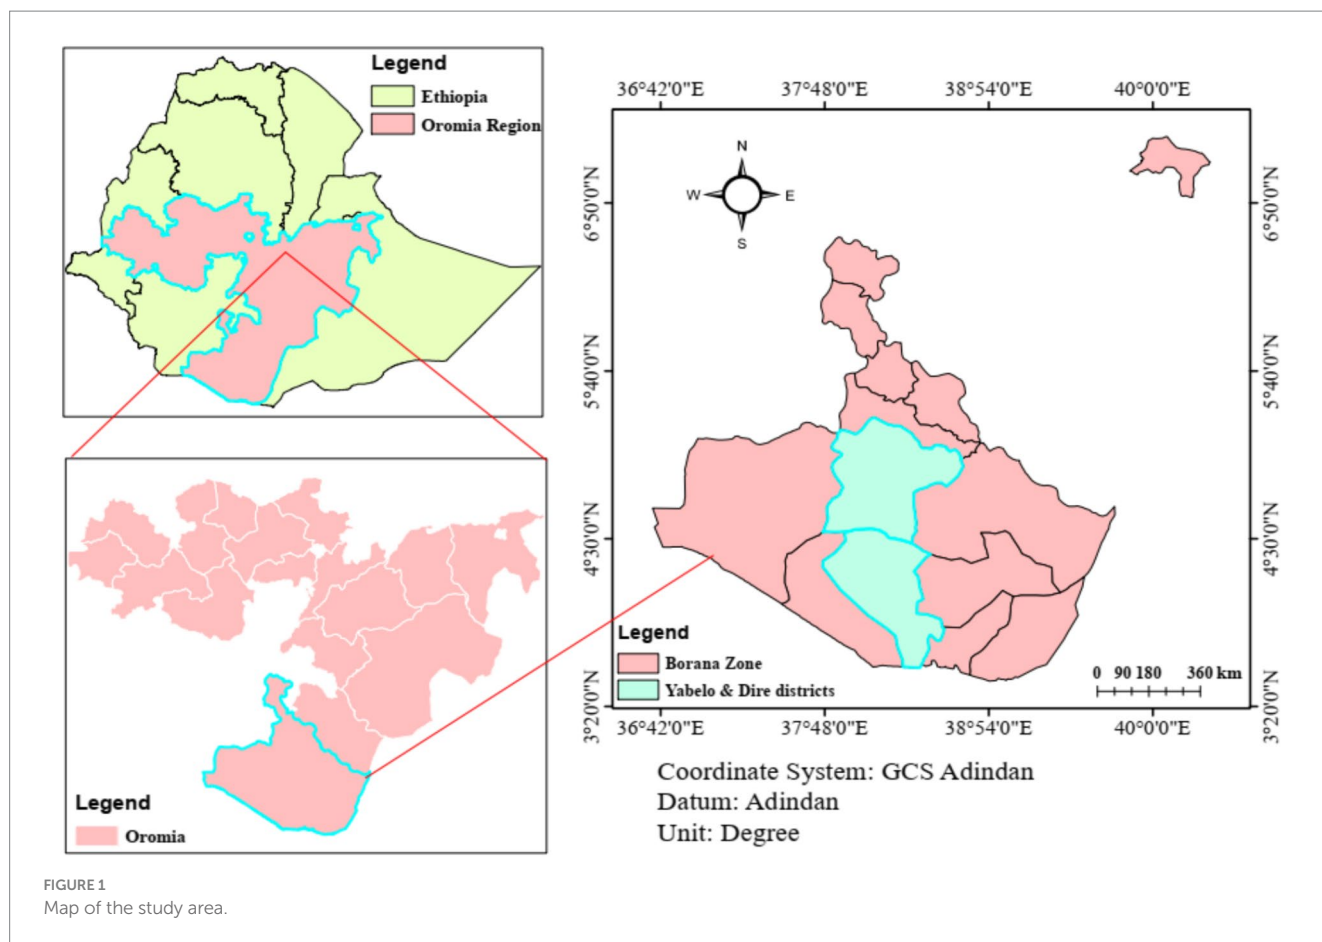 Legend
Ethiopia
Oromia Region
Legend
Oromia
36°42'0"E 37°48'0"E 38°54'0"E 40°0'0"E
N
W E
S
6°50'0"N 6°50'0"N
5°40'0"N 5°40'0"N
4°30'0"N 4°30'0"N
3°20'0"N 3°20'0"N
Legend
Borana Zone
Yabelo & Dire districts
0 90 180 360 km
36°42'0"E 37°48'0"E 38°54'0"E 40°0'0"E
Coordinate System: GCS Adindan
Datum: Adindan
Unit: Degree
FIGURE 1
Map of the study area.